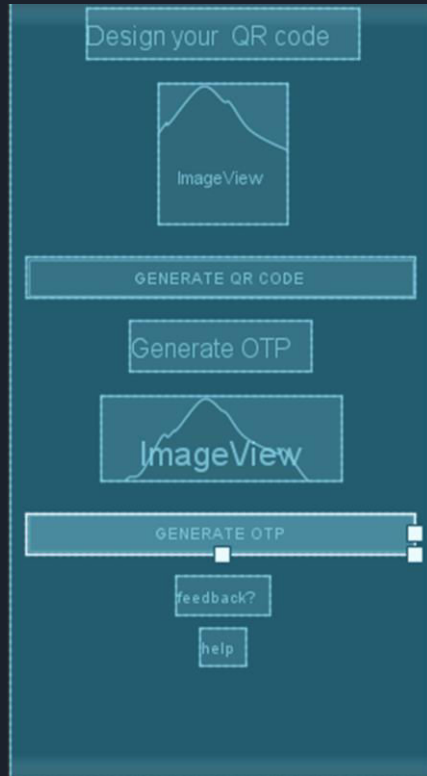 Design your QR code
ImageView
GENERATE QR CODE
Generate OTP
ImageView
GENERATE OTP
feedback?
help